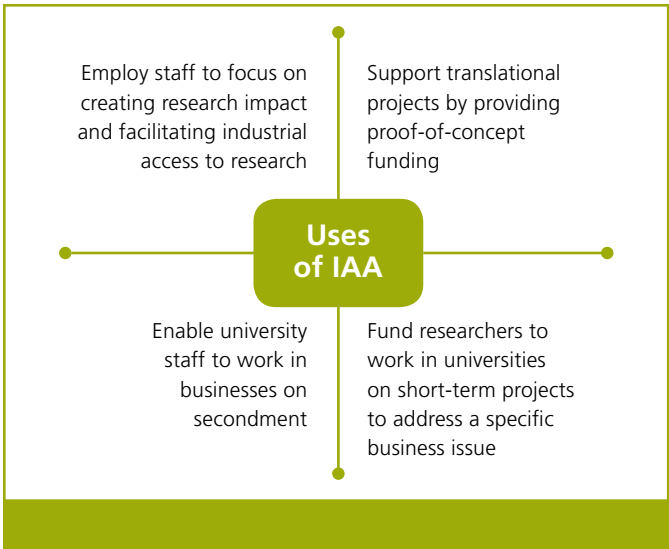 Employ staff to focus on
creating research impact
and facilitating industrial
access to research
Support translational
projects by providing
proof-of-concept
funding
Uses
of IAA
Enable university
staff to work in
businesses on
secondment
Fund researchers to
work in universities
on short-term projects
to address a specific
business issue